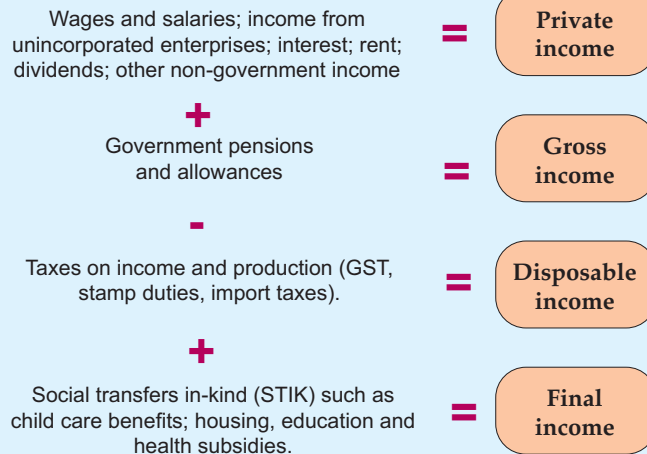 Wages and salaries; income from
unincorporated enterprises; interest; rent;
dividends; other non-government income
=
Private
income
+
Government pensions
and allowances
=
Gross
income
-
Taxes on income and production (GST,
stamp duties, import taxes).
=
Disposable
income
+
Social transfers in-kind (STIK) such as
child care benefits; housing, education and
health subsidies.
=
Final
income